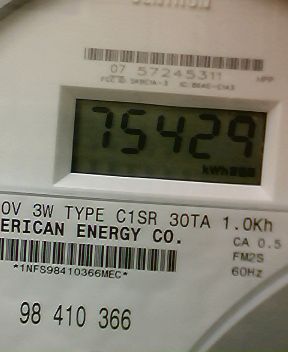 07 57245311
75429
kWh
0V 3W TYPE C1SR 30TA 1.0Kh
ERICAN ENERGY CO.
CA 0.5
FM2S
*1NFS98410366MEC*
60Hz
98 410 366